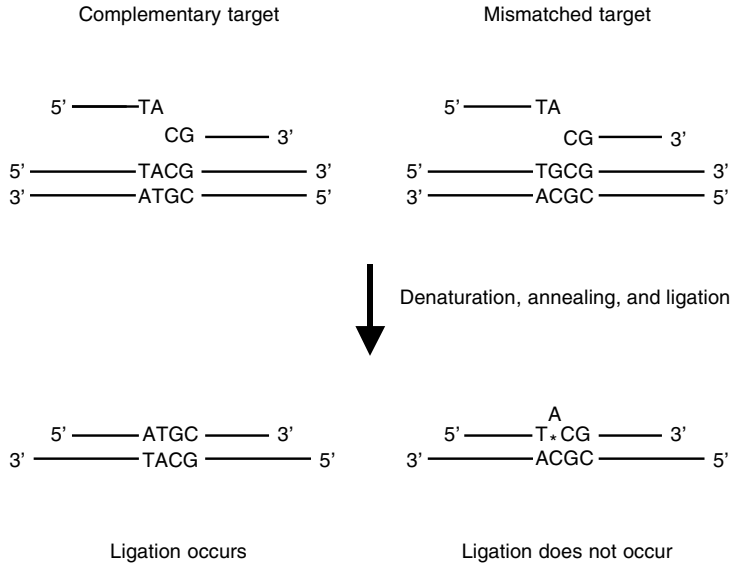 Complementary target Mismatched target
5’ TA 5’ TA
CG 3’ CG 3’
5’ TACG 3’ 5’ TGCG 3’
3’ ATGC 5’ 3’ ACGC 5’
Denaturation, annealing, and ligation
A
5’ ATGC 3’ 5’ T * CG 3’
3’ TACG 5’ 3’ ACGC 5’
Ligation occurs Ligation does not occur